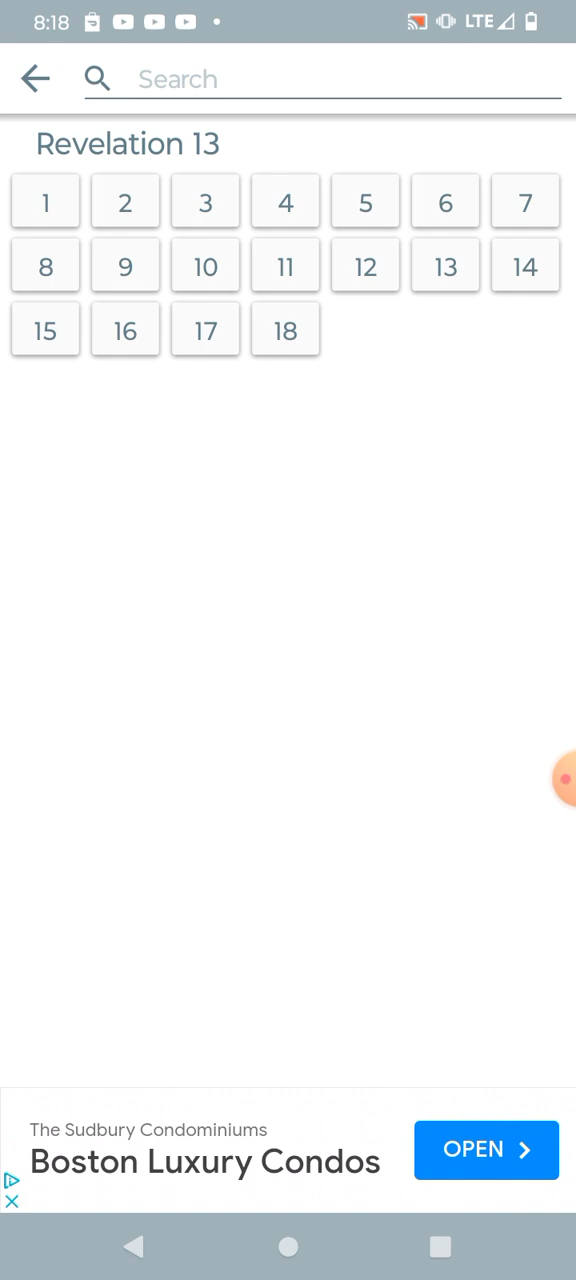 8:18 LTE
Search
Revelation 13
1 2 3 4 5 6 7
8 9 10 11 12 13 14
15 16 17 18
The Sudbury Condominiums
Boston Luxury Condos
OPEN